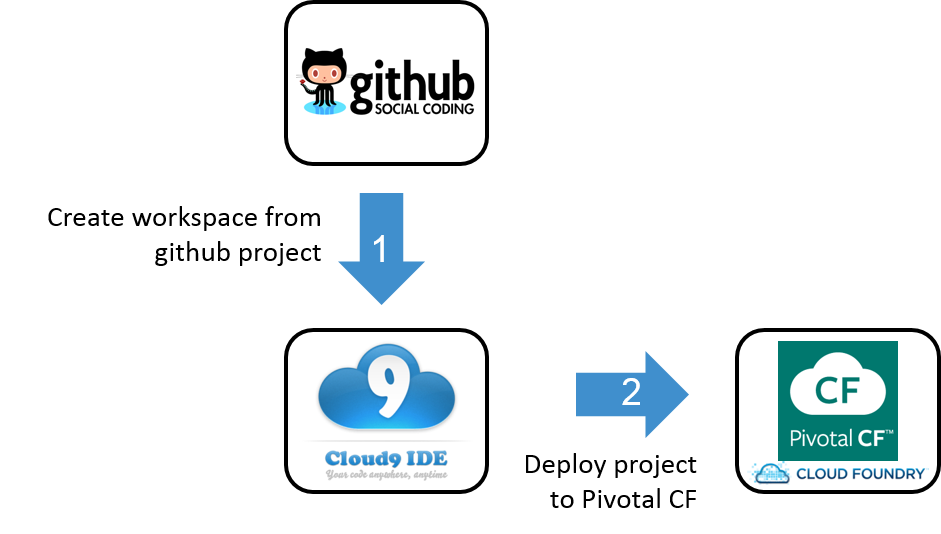 github
SOCIAL CODING
Create workspace from
github project
1
9
Cloud9 IDE
Your code anywhere, anytime
2
Deploy project
to Pivotal CF
CF
Pivotal CF™
CLOUD FOUNDRY